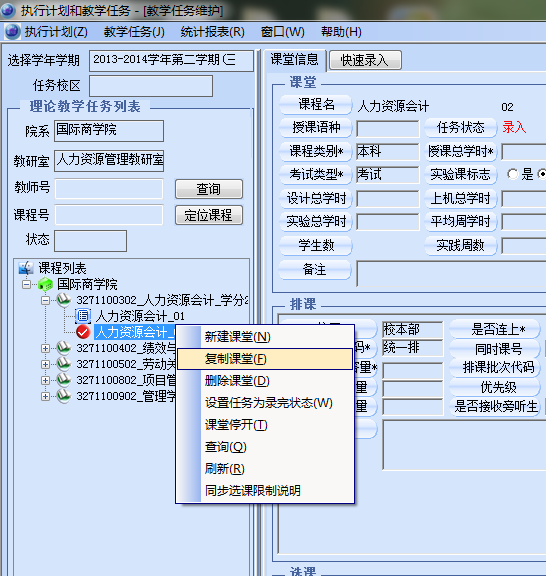 执行计划和教学任务 - [教学任务维护]
执行计划(Z) 教学任务(J) 统计报表(R) 窗口(W) 帮助(H)
选择学年学期 2013-2014学年第二学期(三
任务校区
理论教学任务列表
院系 国际商学院
教研室 人力资源管理教研室
教师号 查询
课程号 定位课程
状态
课程列表
国际商学院
3271100302_人力资源会计_学分2
人力资源会计_01
人力资源会计_
3271100402_绩效与
3271100502_劳动关
3271100802_项目管
3271100902_管理学
新建课堂(N)
复制课堂(F)
删除课堂(D)
设置任务为录完状态(W)
课堂停开(T)
查询(Q)
刷新(R)
同步选课限制说明
课堂信息 快速录入
课堂
课程名 人力资源会计 02
授课语种 任务状态 录入
课程类别* 本科 授课总学时*
考试类型* 考试 实验课标志 是
设计总学时 上机总学时
实验总学时 平均周学时
学生数 实践周数
备注
排课
校本部 是否连上*
码* 统一排 同时课号
量* 排课批次代码
量 优先级
是否接收旁听生
选课